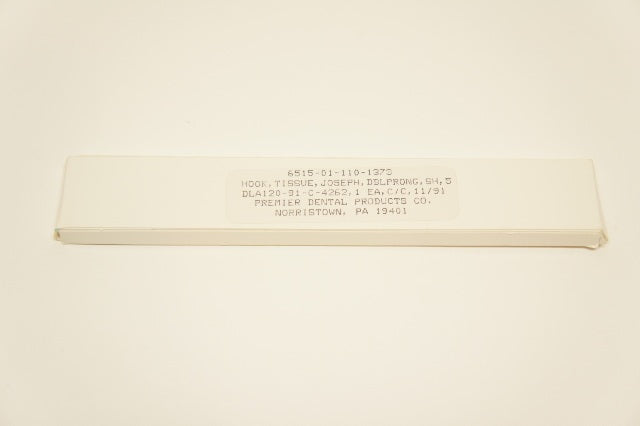 6515-01-110-1370
HOOK,TISSUE,JOSEPH,DBLPRONG,SH,5
DLA120-91-C-4262,1 EA,C/C,11/91
PREMIER DENTAL PRODUCTS CO.
NORRISTOWN, PA 19401